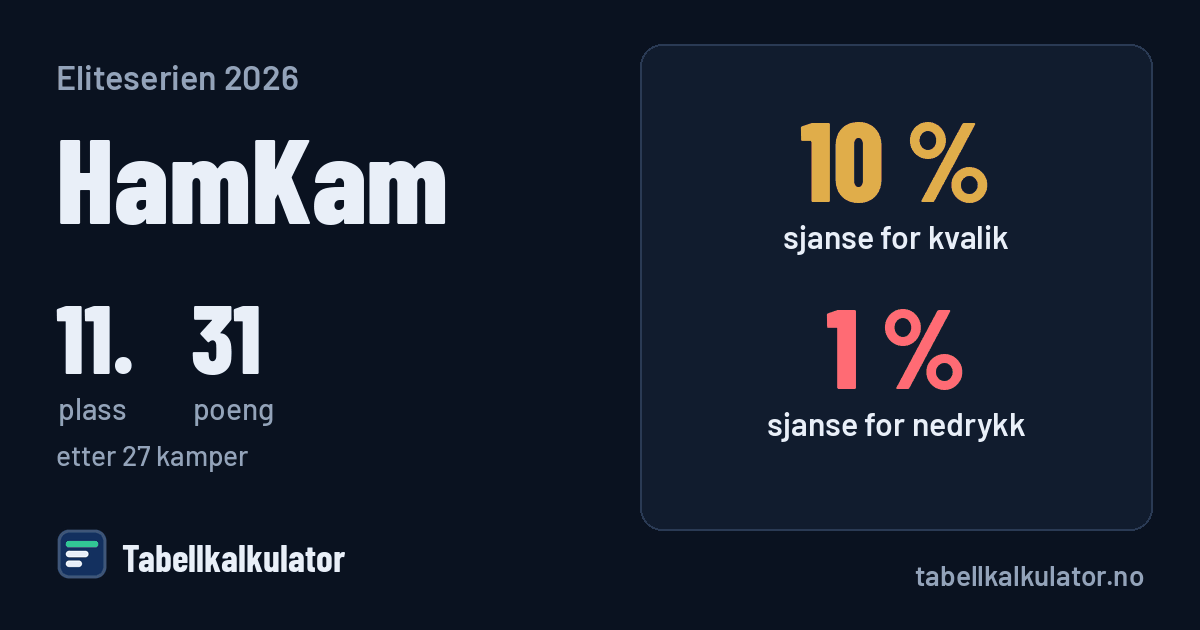 Eliteserien 2026
HamKam
11. 31
plass poeng
etter 27 kamper
10 %
sjanse for kvalik
1 %
sjanse for nedrykk
Tabellkalkulator
tabellkalkulator.no